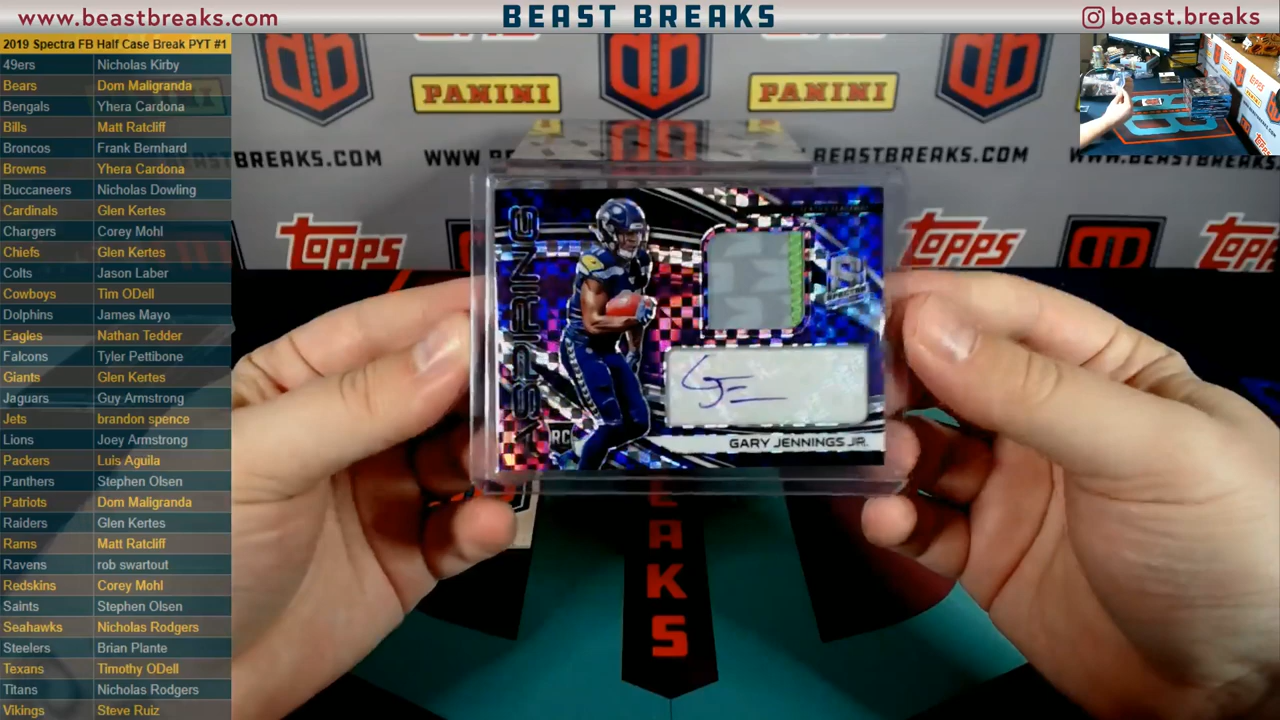 www.beastbreaks.com
BEAST BREAKS
beast.breaks
2019 Spectra FB Half Case Break PYT #1
49ers Nicholas Kirby
Bears Dom Maligranda
Bengals Yhera Cardona
Bills Matt Ratcliff
Broncos Frank Bernhard
Browns Yhera Cardona
Buccaneers Nicholas Dowling
Cardinals Glen Kertes
Chargers Corey Mohl
Chiefs Glen Kertes
Colts Jason Laber
Cowboys Tim ODell
Dolphins James Mayo
Eagles Nathan Tedder
Falcons Tyler Pettibone
Giants Glen Kertes
Jaguars Guy Armstrong
Jets brandon spence
Lions Joey Armstrong
Packers Luis Aguila
Panthers Stephen Olsen
Patriots Dom Maligranda
Raiders Glen Kertes
Rams Matt Ratcliff
Ravens rob swartout
Redskins Corey Mohl
Saints Stephen Olsen
Seahawks Nicholas Rodgers
Steelers Brian Plante
Texans Timothy ODell
Titans Nicholas Rodgers
Vikings Steve Ruiz
PANINI
PANINI
BREAKS.COM
WWW.
BEASTBREAKS.COM
WWW.B
TOPPS
TOPPS
ASPIRING
SPECTRA
RC
GARY JENNINGS JR.
EAKS